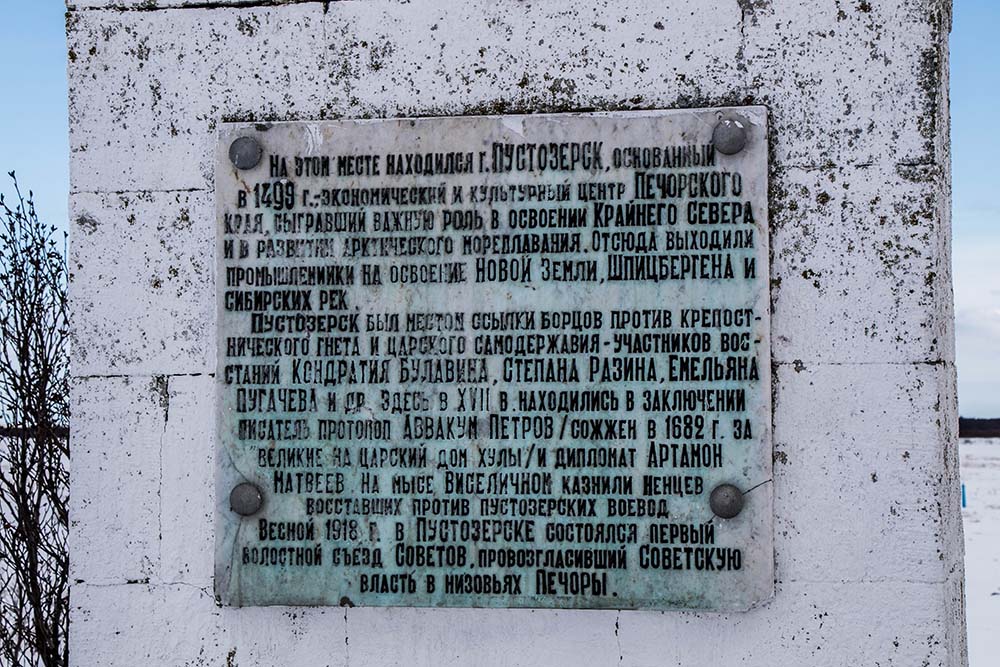 На этом месте находился г. Пустозерск, основанный
в 1499 г.-экономический и культурный центр Печорского
края, сыгравший важную роль в освоении Крайнего Севера
и в развитии арктического мореплавания. Отсюда выходили
промышленники на освоение Новой Земли, Шпицбергена и
сибирских рек.
Пустозерск был местом ссылки борцов против крепост-
нического гнета и царского самодержавия-участников вос-
станий Кондратия Булавина, Степана Разина, Емельяна
Пугачева и др. Здесь в XVII в. находились в заключении
писатель протопоп Аввакум Петров/сожжен в 1682 г. за
"великие на царский дом хулы/и дипломат Артамон
Матвеев. На мысе Виселичном казнили ненцев
восставших против пустозерских воевод
Весной 1918 г. в Пустозерске состоялся первый
волостной съезд Советов, провозгласивший Советскую
власть в низовьях Печоры.